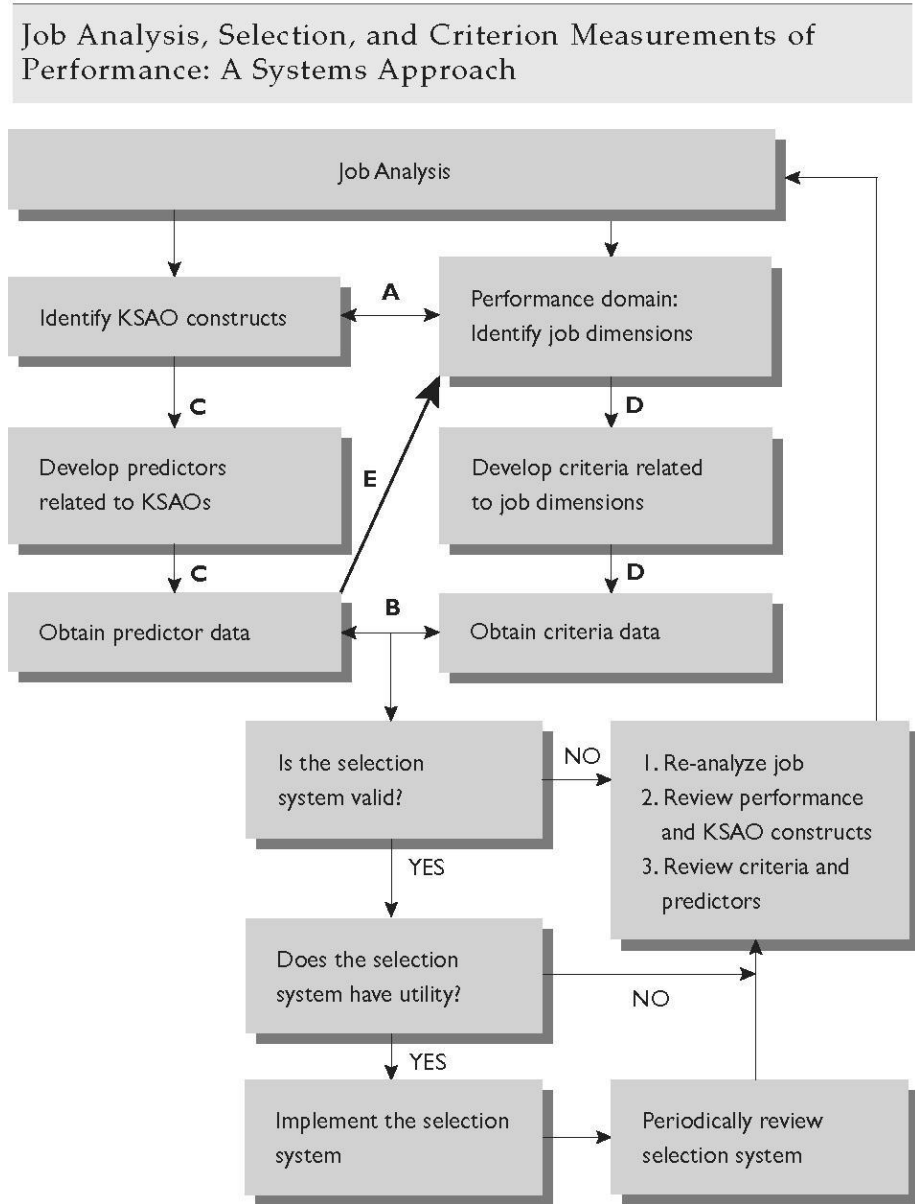 Job Analysis, Selection, and Criterion Measurements of
Performance: A Systems Approach
Job Analysis
Identify KSAO constructs
A
Performance domain:
Identify job dimensions
C
D
Develop predictors
related to KSAOs
E
Develop criteria related
to job dimensions
C
D
Obtain predictor data
B
Obtain criteria data
Is the selection
system valid?
NO
1. Re-analyze job
2. Review performance
and KSAO constructs
3. Review criteria and
predictors
YES
Does the selection
system have utility?
NO
YES
Implement the selection
system
Periodically review
selection system